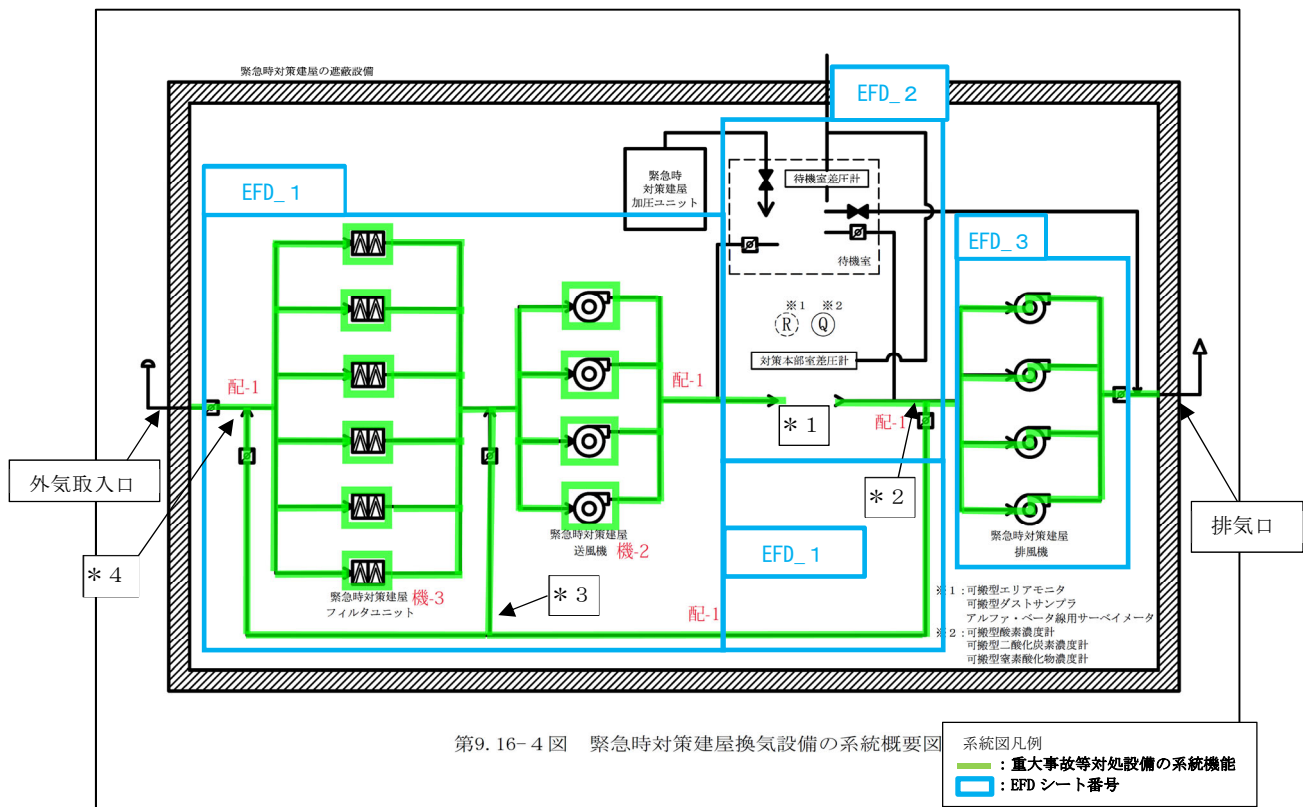 緊急時対策建屋の遮蔽設備
EFD_2
EFD_1
緊急時
対策建屋
加圧ユニット
待機室差圧計
待機室
EFD_3
※1
※2
R
Q
対策本部室差圧計
配-1
配-1
配-1
*1
*2
外気取入口
*4
緊急時対策建屋
送風機
機-2
緊急時対策建屋
排風機
排気口
EFD_1
緊急時対策建屋
フィルタユニット
機-3
*3
配-1
※1:可搬型エリアモニタ
可搬型ダストサンプラ
アルファ・ベータ線用サーベイメータ
※2:可搬型酸素濃度計
可搬型二酸化炭素濃度計
可搬型窒素酸化物濃度計
第9.16-4図 緊急時対策建屋換気設備の系統概要図
系統図凡例
:重大事故等対処設備の系統機能
:EFDシート番号